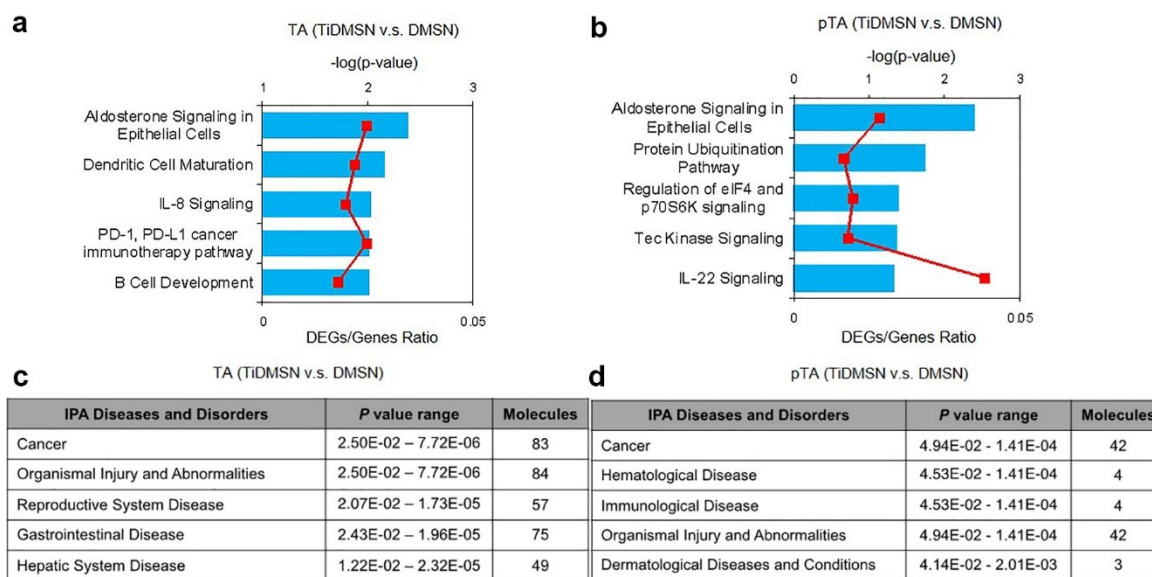 a
TA (TiDMSN v.s. DMSN)
-log(p-value)
1 2 3
Aldosterone Signaling in
Epithelial Cells
Dendritic Cell Maturation
IL-8 Signaling
PD-1, PD-L1 cancer
immunotherapy pathway
B Cell Development
0 0.05
DEGs/Genes Ratio
b
pTA (TiDMSN v.s. DMSN)
-log(p-value)
0 1 2 3
Aldosterone Signaling in
Epithelial Cells
Protein Ubiquitination
Pathway
Regulation of eIF4 and
p70S6K signaling
Tec Kinase Signaling
IL-22 Signaling
0 0.05
DEGs/Genes Ratio
c
TA (TiDMSN v.s. DMSN)
IPA Diseases and Disorders P value range Molecules
Cancer 2.50E-02 – 7.72E-06 83
Organismal Injury and Abnormalities 2.50E-02 – 7.72E-06 84
Reproductive System Disease 2.07E-02 – 1.73E-05 57
Gastrointestinal Disease 2.43E-02 – 1.96E-05 75
Hepatic System Disease 1.22E-02 – 2.32E-05 49
d
pTA (TiDMSN v.s. DMSN)
IPA Diseases and Disorders P value range Molecules
Cancer 4.94E-02 - 1.41E-04 42
Hematological Disease 4.53E-02 - 1.41E-04 4
Immunological Disease 4.53E-02 - 1.41E-04 4
Organismal Injury and Abnormalities 4.94E-02 - 1.41E-04 42
Dermatological Diseases and Conditions 4.14E-02 - 2.01E-03 3